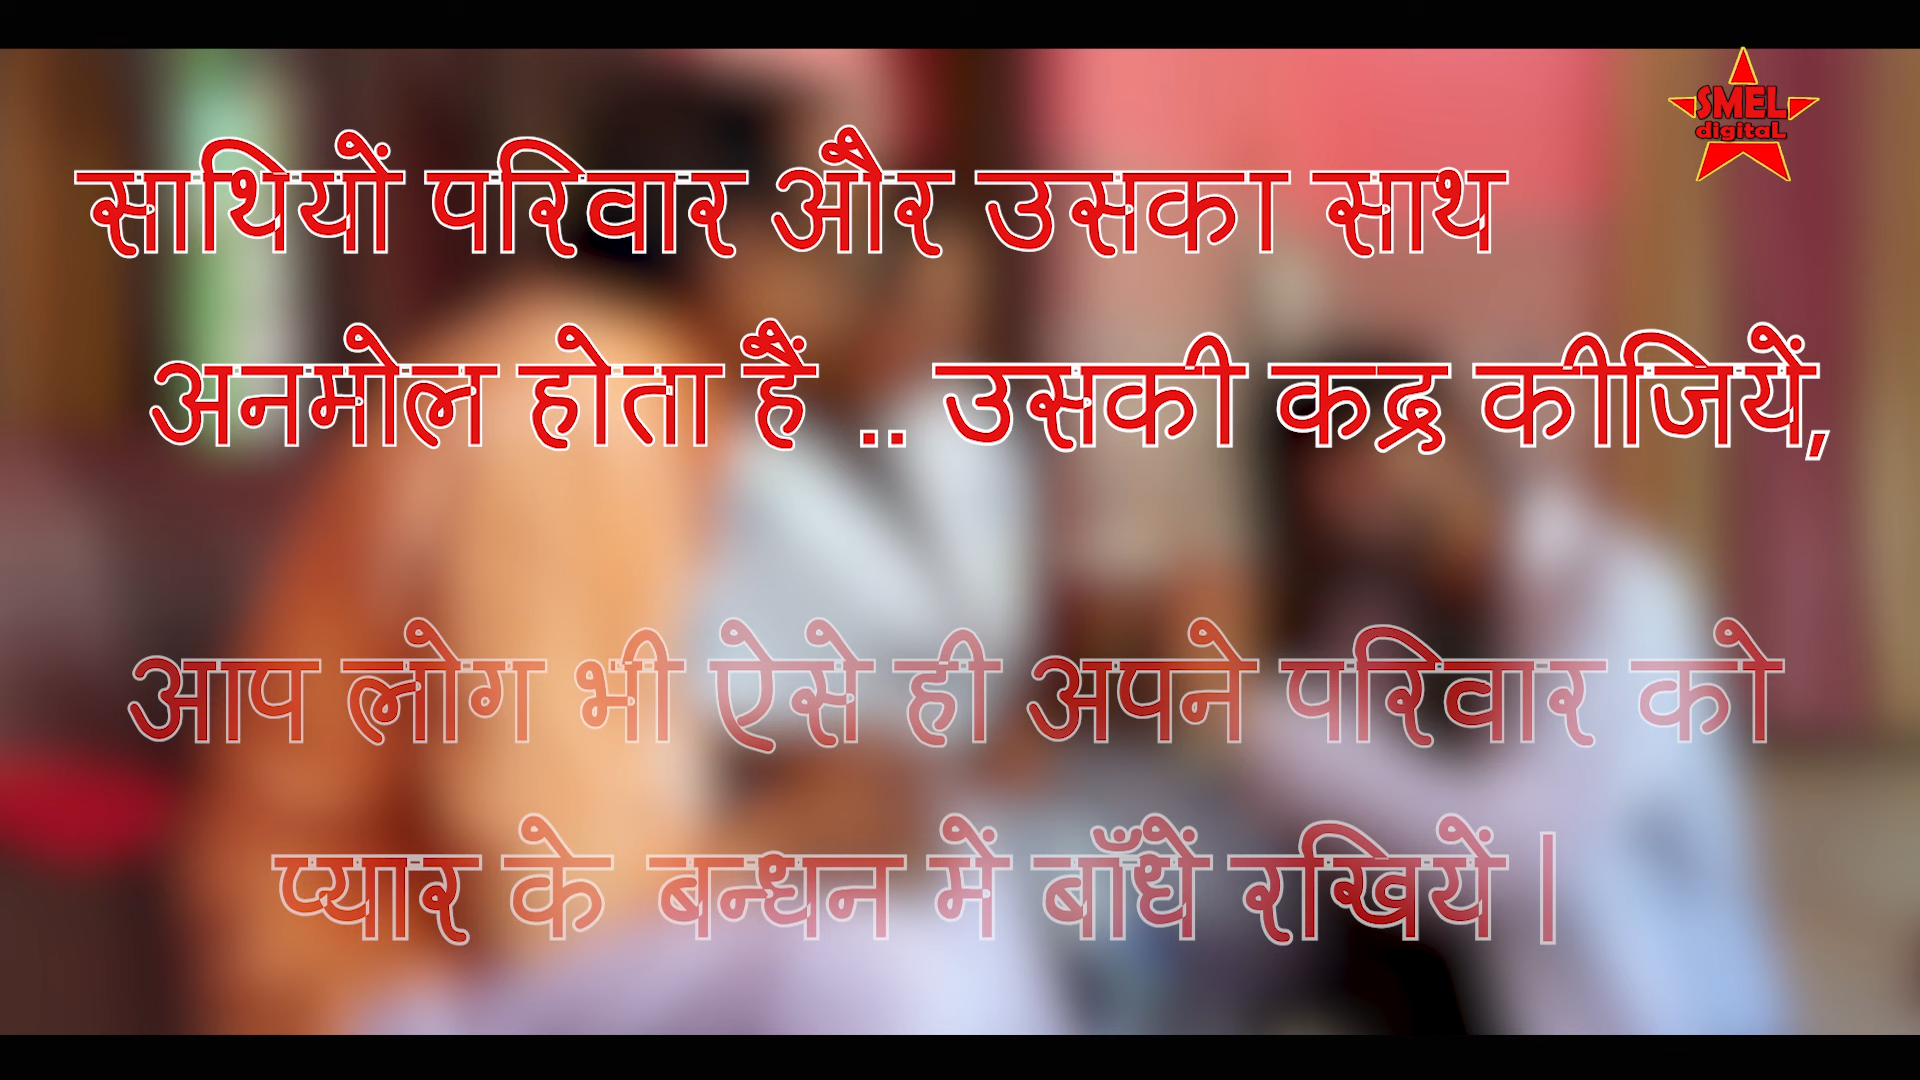 SMEL
digitaL
साथियों परिवार और उसका साथ
अनमोल होता हैं .. उसकी कद्र कीजियें,
आप लोग भी ऐसे ही अपने परिवार को
प्यार के बन्धन में बाँधें रखियें |